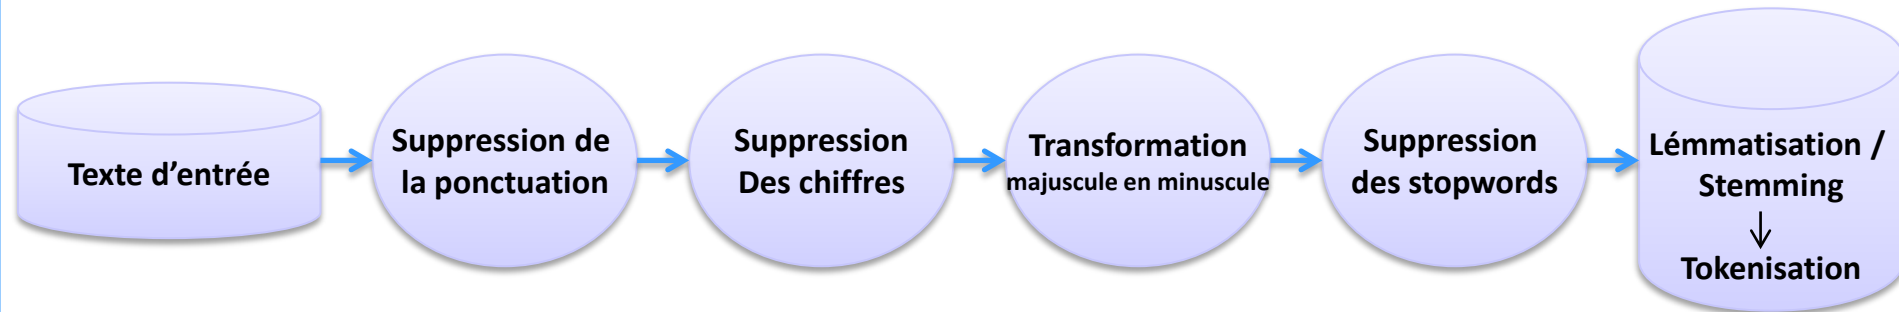 Texte d’entrée
Suppression de
la ponctuation
Suppression
Des chiffres
Transformation
majuscule en minuscule
Suppression
des stopwords
Lémmatisation /
Stemming
Tokenisation